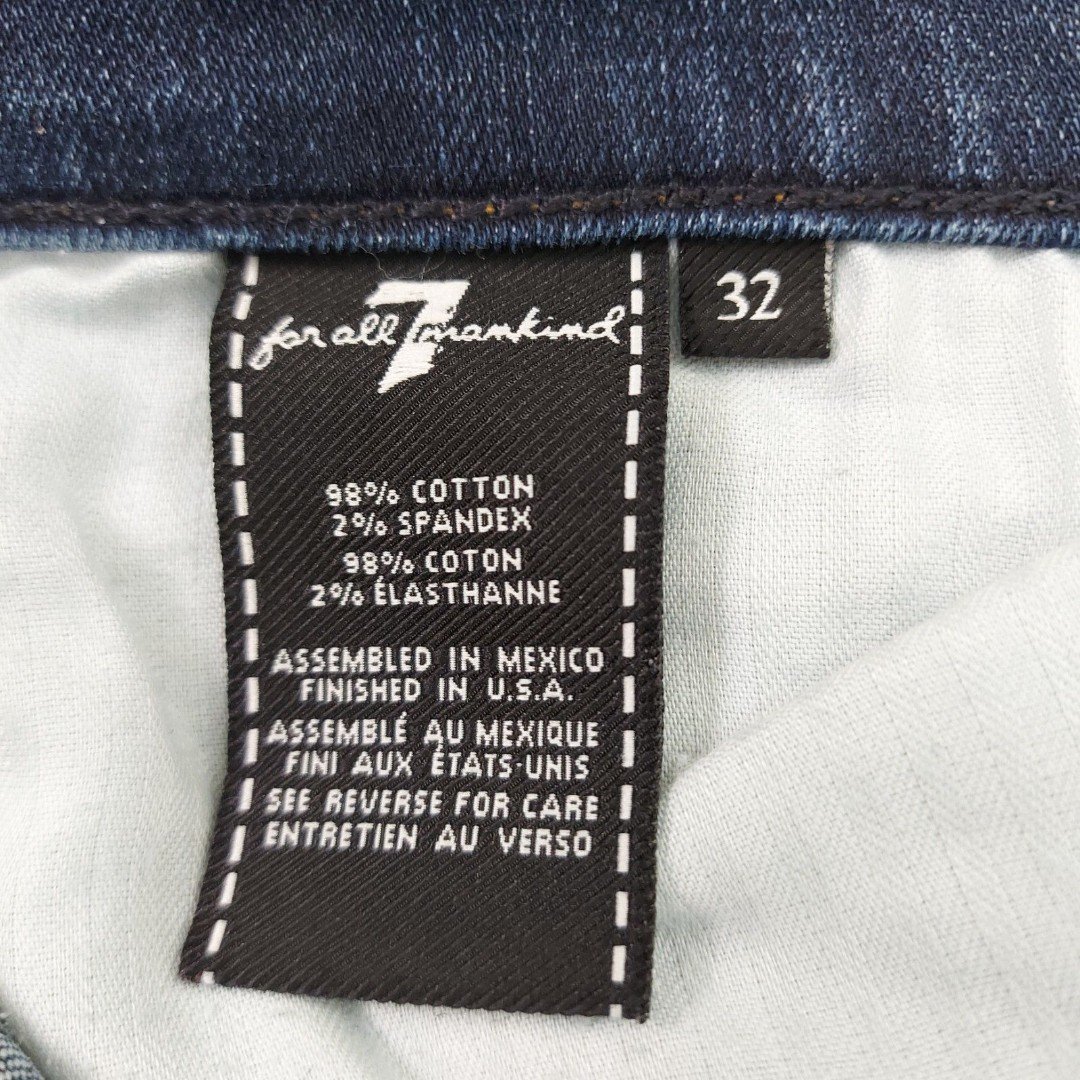 for all 7 mankind
32
98% COTTON
2% SPANDEX
98% COTON
2% ÉLASTHANNE
ASSEMBLED IN MEXICO
FINISHED IN U.S.A.
ASSEMBLÉ AU MEXIQUE
FINI AUX ÉTATS-UNIS
SEE REVERSE FOR CARE
ENTRETIEN AU VERSO